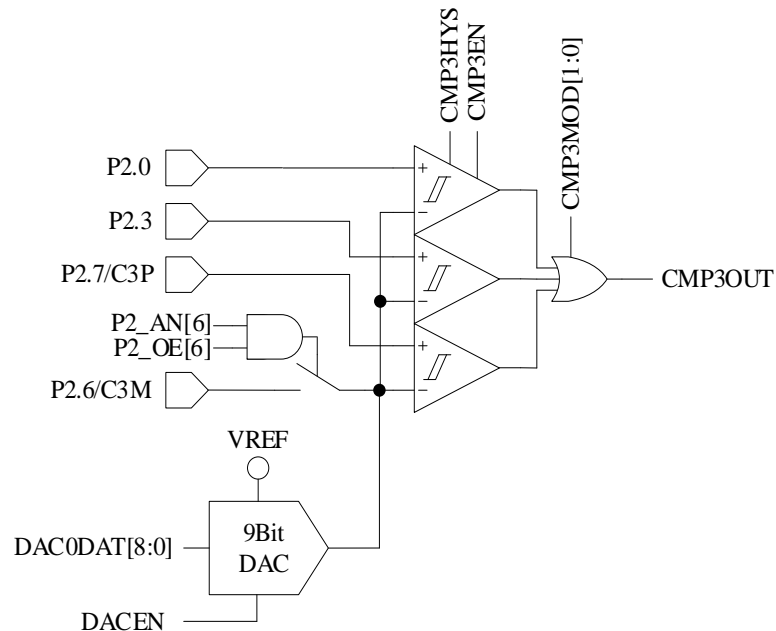 CMP3HYS
CMP3EN
CMP3MOD[1:0]
P2.0
+
−
P2.3
+
−
P2.7/C3P
CMP3OUT
P2_AN[6]
P2_OE[6]
+
−
P2.6/C3M
VREF
DAC0DAT[8:0]
9Bit
DAC
DACEN